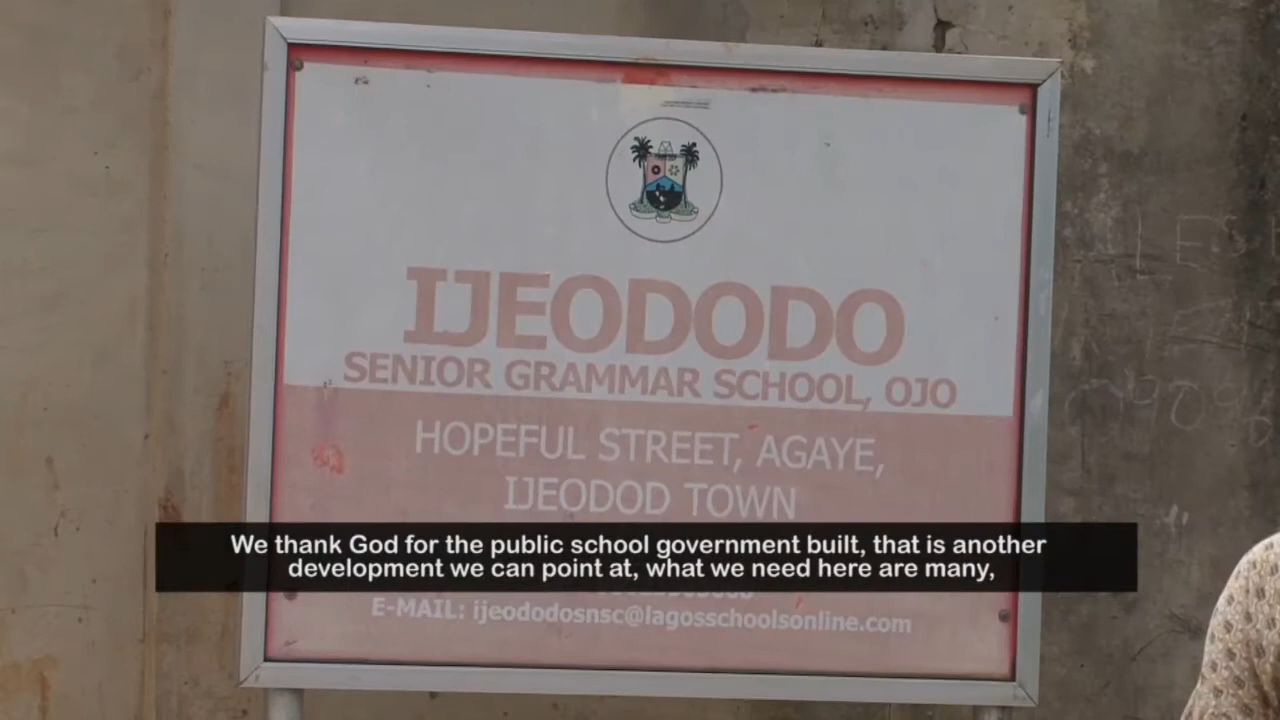 IJEODODO
SENIOR GRAMMAR SCHOOL, OJO
HOPEFUL STREET, AGAYE,
IJEODOD TOWN
We thank God for the public school government built, that is another
development we can point at, what we need here are many,
E-MAIL: ijeododosnsc@lagosschoolsonline.com